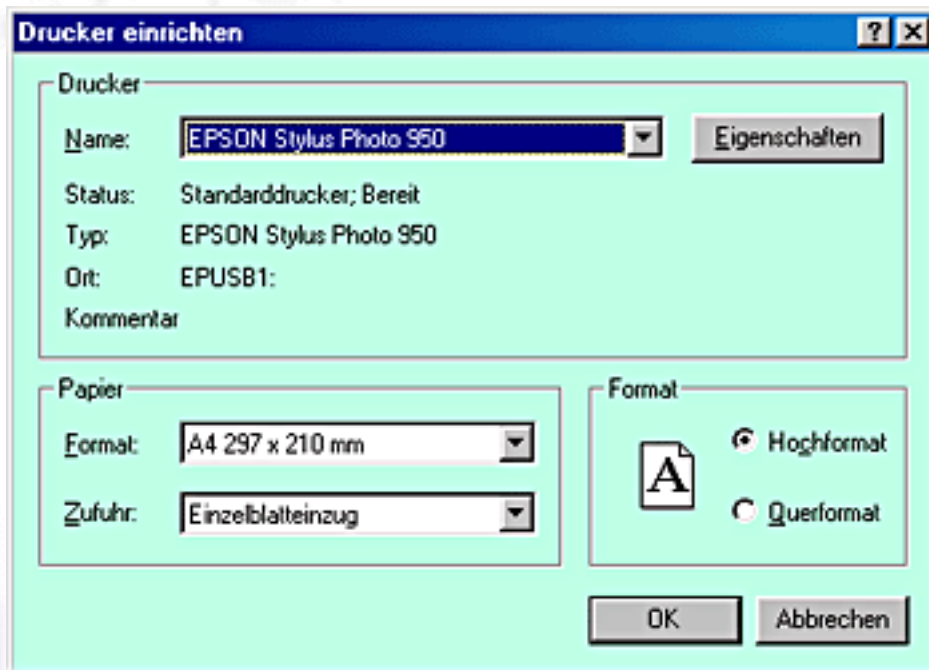 Drucker einrichten
Drucker
Name: EPSON Stylus Photo 950 Eigenschaften
Status: Standarddrucker; Bereit
Typ: EPSON Stylus Photo 950
Ort: EPUSB1:
Kommentar
Papier
Format: A4 297 x 210 mm
Zufuhr: Einzelblatteinzug
Format
A
Hochformat
Querformat
OK Abbrechen